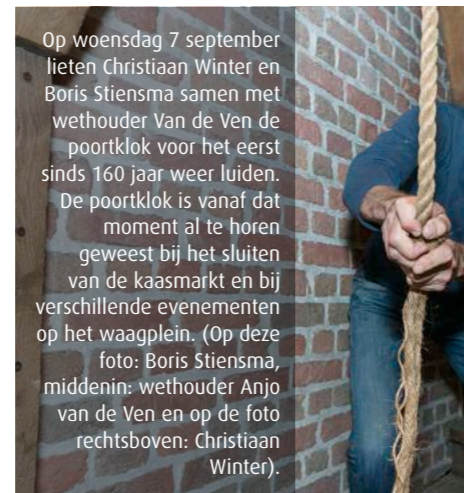 Op woensdag 7 september
lieten Christiaan Winter en
Boris Stiensma samen met
wethouder Van de Ven de
poortklok voor het eerst
sinds 160 jaar weer luiden.
De poortklok is vanaf dat
moment al te horen
geweest bij het sluiten
van de kaasmarkt en bij
verschillende evenementen
op het waagplein. (Op deze
foto: Boris Stiensma,
middenin: wethouder Anjo
van de Ven en op de foto
rechtsboven: Christiaan
Winter).